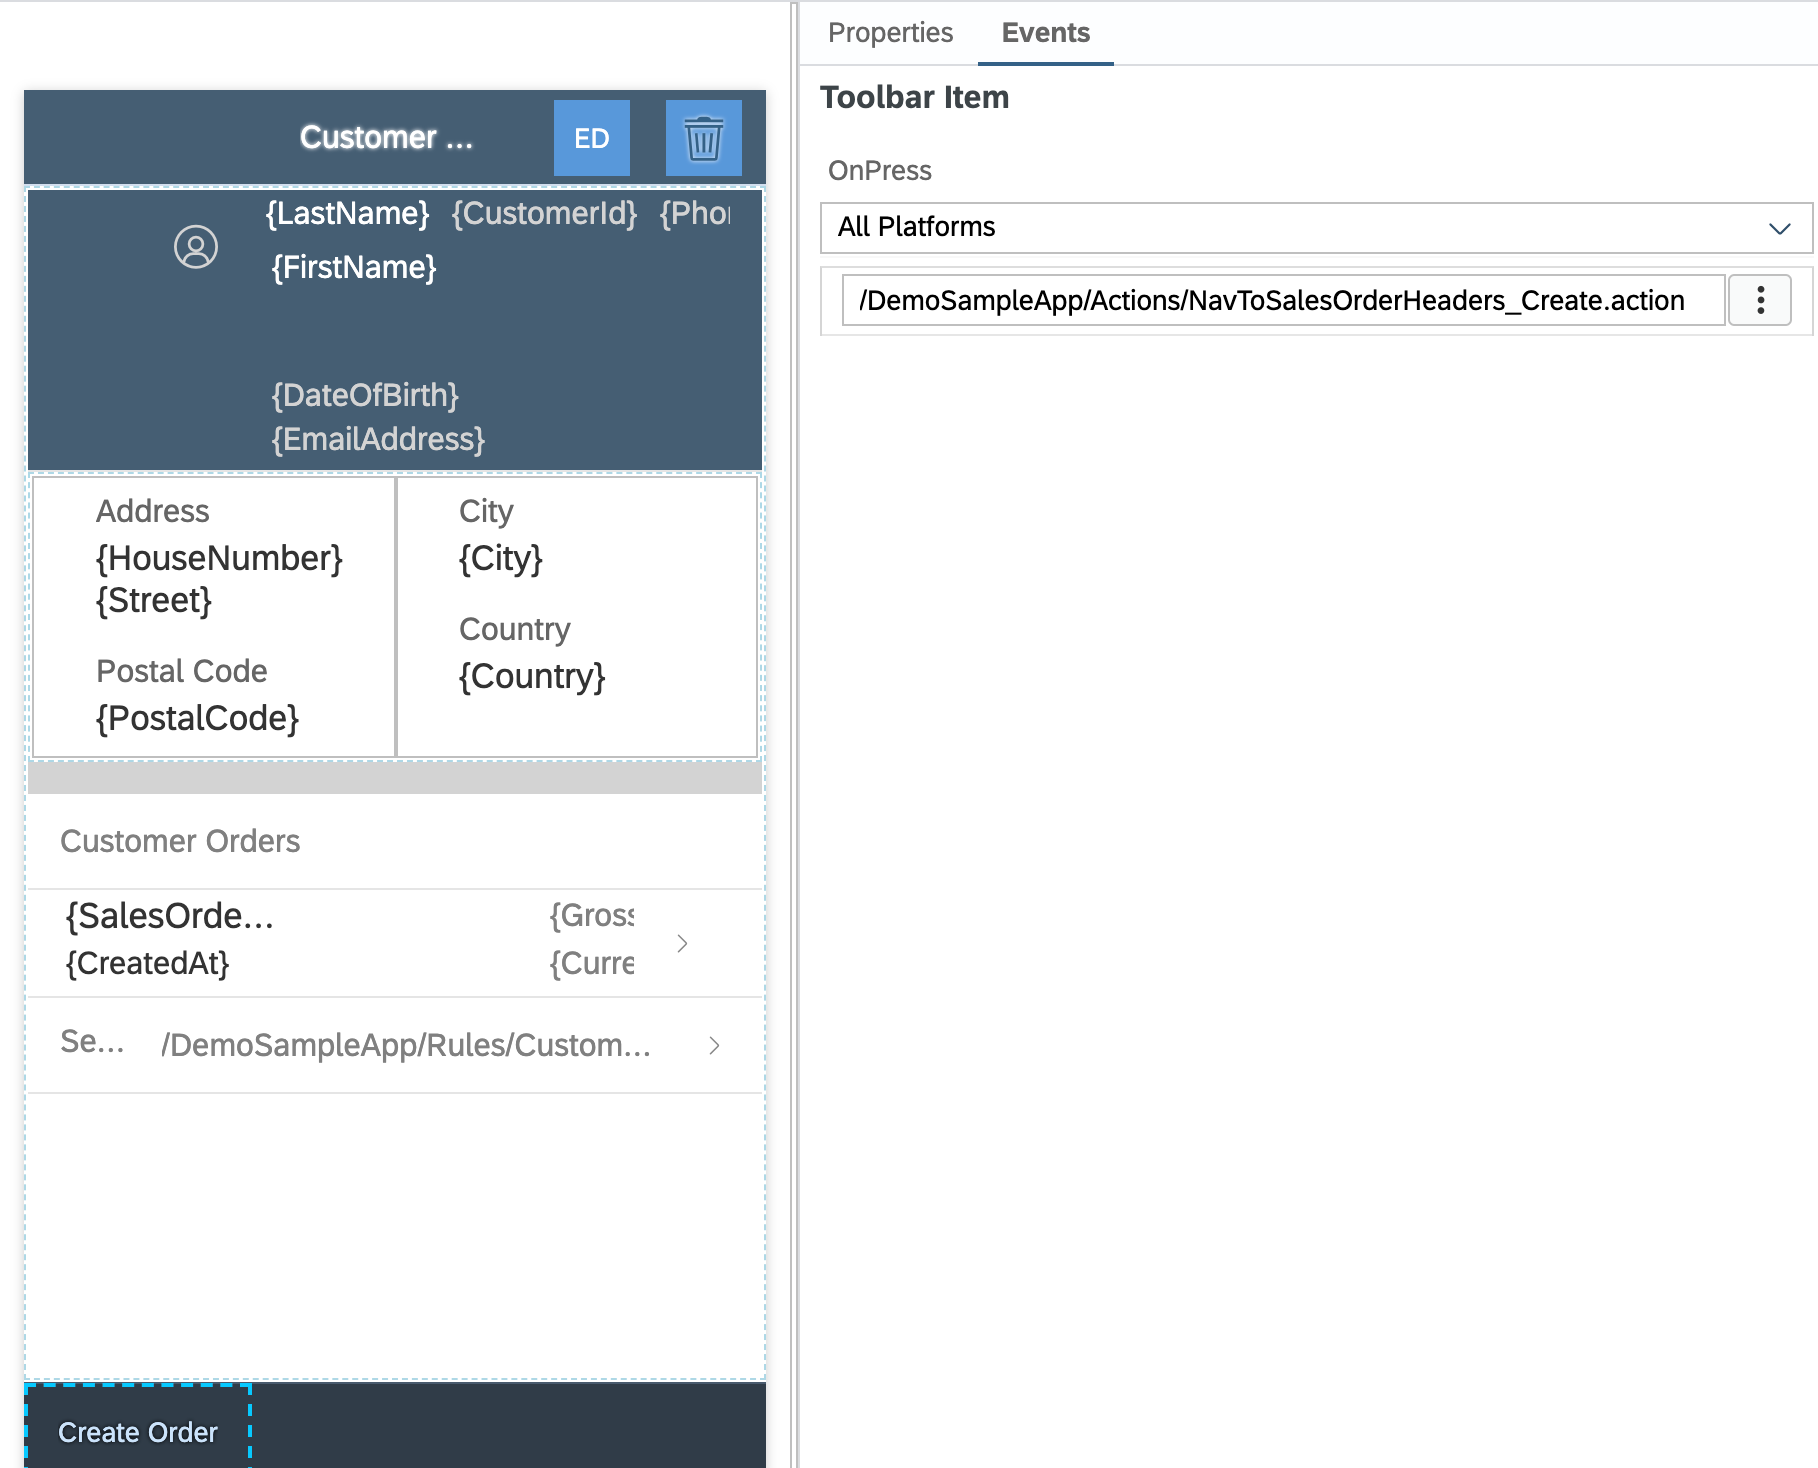 Properties Events
Toolbar Item
OnPress
All Platforms
/DemoSampleApp/Actions/NavToSalesOrderHeaders_Create.action
Customer ... ED
{LastName} {CustomerId} {Phor
{FirstName}
{DateOfBirth}
{EmailAddress}
Address
{HouseNumber}
{Street}
Postal Code
{PostalCode}
City
{City}
Country
{Country}
Customer Orders
{SalesOrde... {Gross
{CreatedAt} {Curre
Se... /DemoSampleApp/Rules/Custom...
Create Order